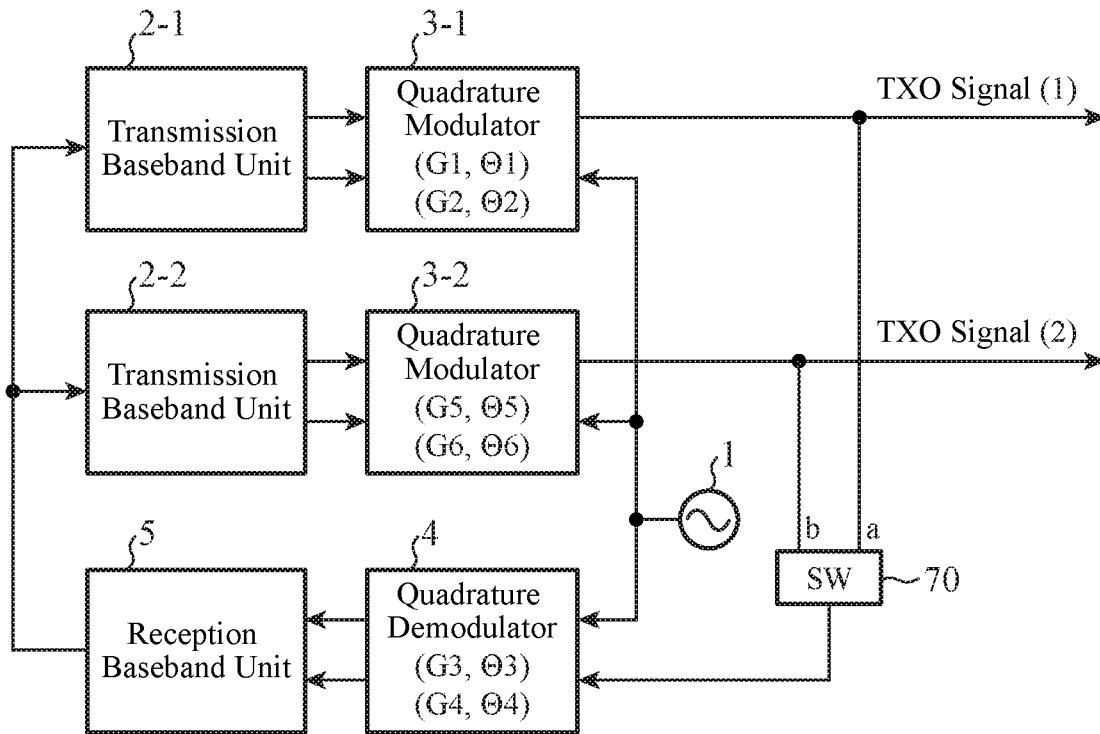 2-1
3-1
Transmission
Baseband Unit
Quadrature
Modulator
(G1, Θ1)
(G2, Θ2)
TXO Signal (1)
2-2
3-2
Transmission
Baseband Unit
Quadrature
Modulator
(G5, Θ5)
(G6, Θ6)
TXO Signal (2)
1
b
a
SW
70
5
4
Reception
Baseband Unit
Quadrature
Demodulator
(G3, Θ3)
(G4, Θ4)